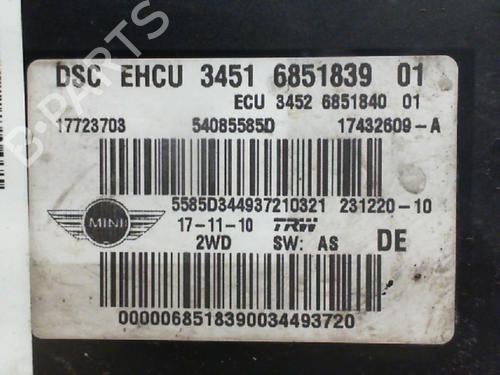 B-PARTS
DSC EHCU 3451 6851839 01
ECU 3452 6851840 01
17723703 54085585D 17432609-A
5585D344937210321 231220-10
MINI
17-11-10 TRW
2WD SW: AS DE
0000068518390034493720